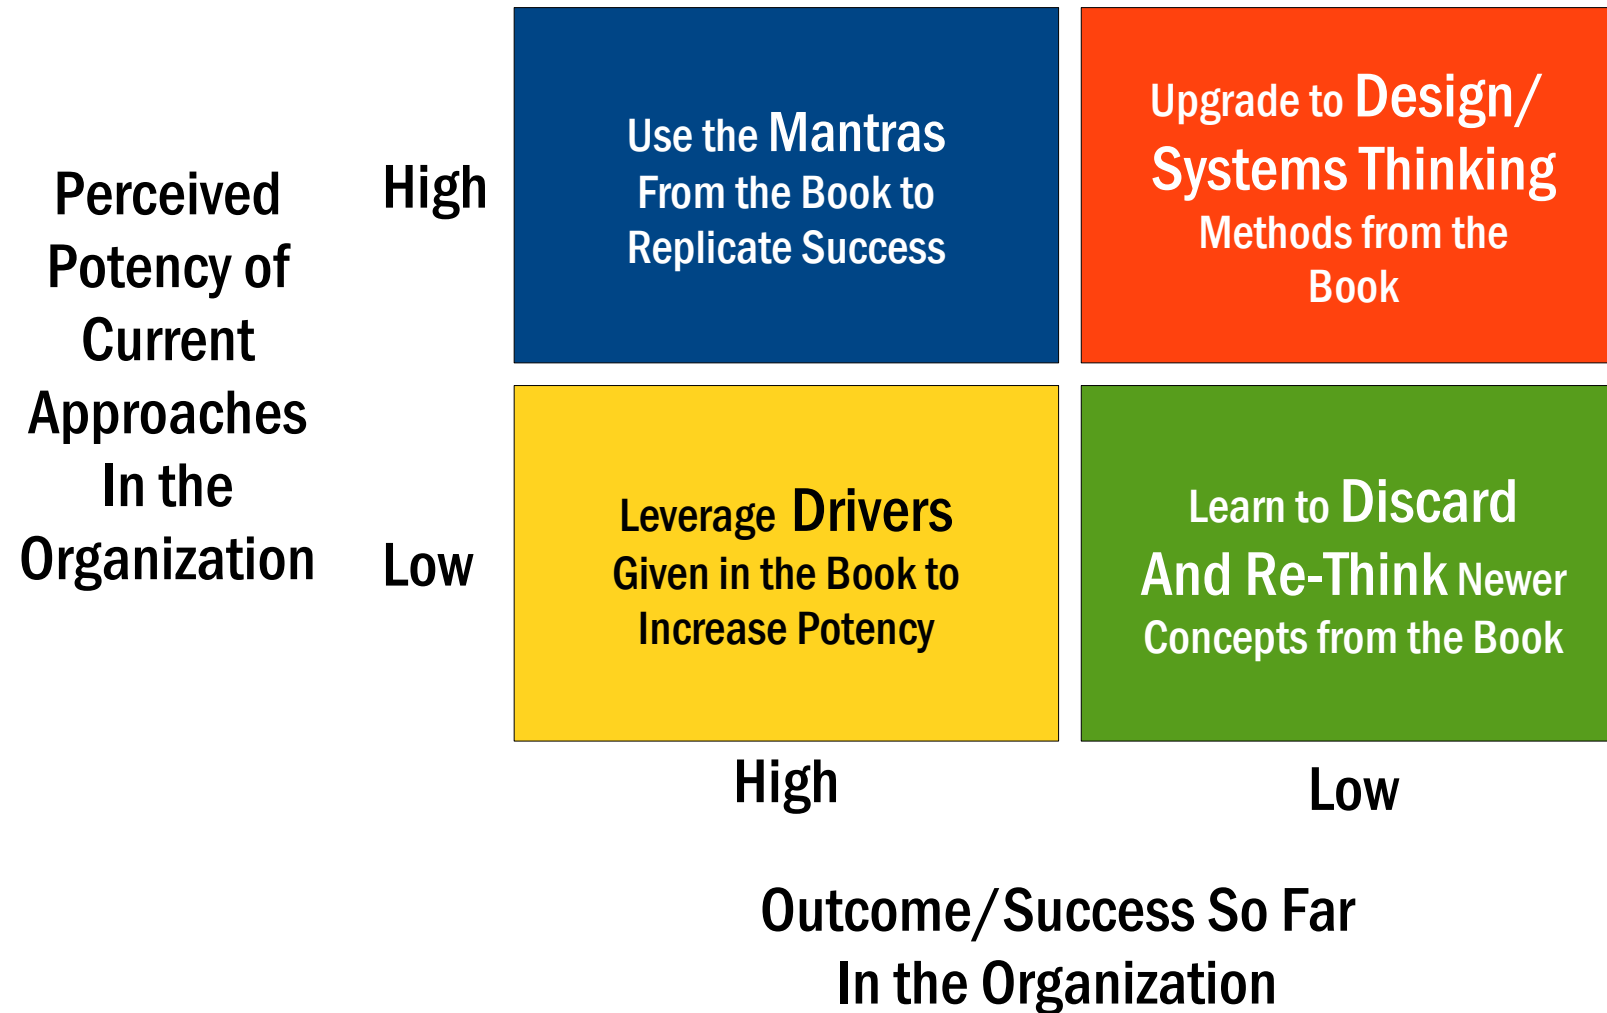 Perceived
Potency of
Current
Approaches
In the
Organization
High
Low
Use the Mantras
From the Book to
Replicate Success
Upgrade to Design/
Systems Thinking
Methods from the
Book
Leverage Drivers
Given in the Book to
Increase Potency
Learn to Discard
And Re-Think Newer
Concepts from the Book
High
Low
Outcome/Success So Far
In the Organization